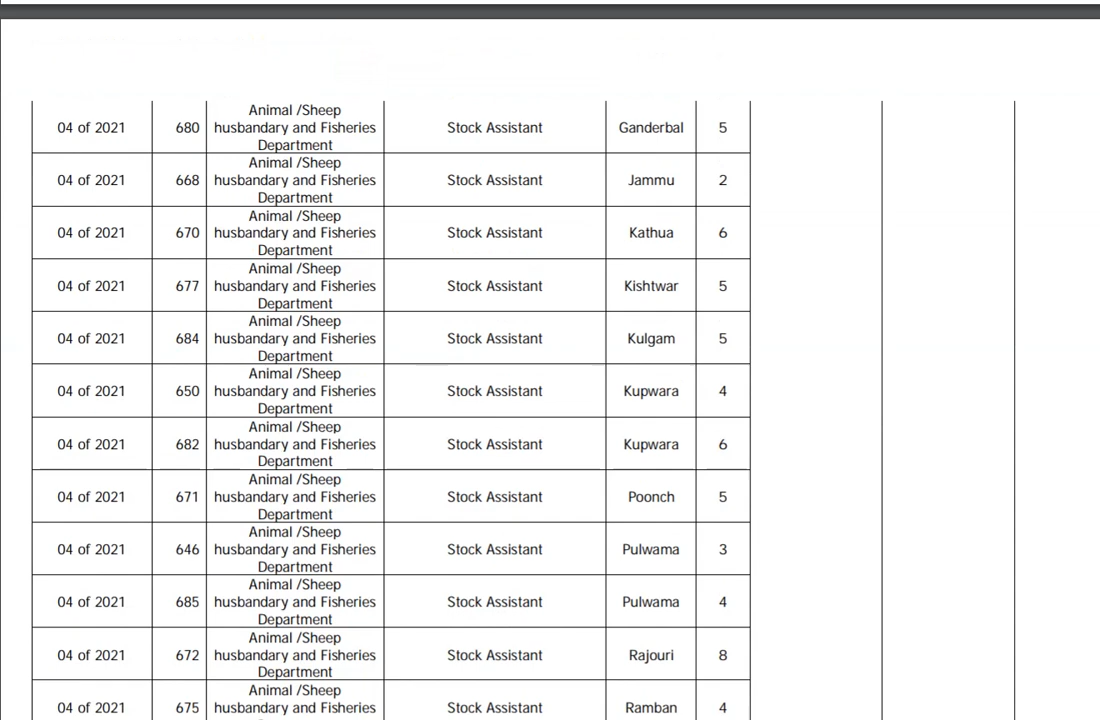 Animal /Sheep
04 of 2021 680 husbandary and Fisheries Stock Assistant Ganderbal 5
Department
Animal /Sheep
04 of 2021 668 husbandary and Fisheries Stock Assistant Jammu 2
Department
Animal /Sheep
04 of 2021 670 husbandary and Fisheries Stock Assistant Kathua 6
Department
Animal /Sheep
04 of 2021 677 husbandary and Fisheries Stock Assistant Kishtwar 5
Department
Animal /Sheep
04 of 2021 684 husbandary and Fisheries Stock Assistant Kulgam 5
Department
Animal /Sheep
04 of 2021 650 husbandary and Fisheries Stock Assistant Kupwara 4
Department
Animal /Sheep
04 of 2021 682 husbandary and Fisheries Stock Assistant Kupwara 6
Department
Animal /Sheep
04 of 2021 671 husbandary and Fisheries Stock Assistant Poonch 5
Department
Animal /Sheep
04 of 2021 646 husbandary and Fisheries Stock Assistant Pulwama 3
Department
Animal /Sheep
04 of 2021 685 husbandary and Fisheries Stock Assistant Pulwama 4
Department
Animal /Sheep
04 of 2021 672 husbandary and Fisheries Stock Assistant Rajouri 8
Department
Animal /Sheep
04 of 2021 675 husbandary and Fisheries Stock Assistant Ramban 4